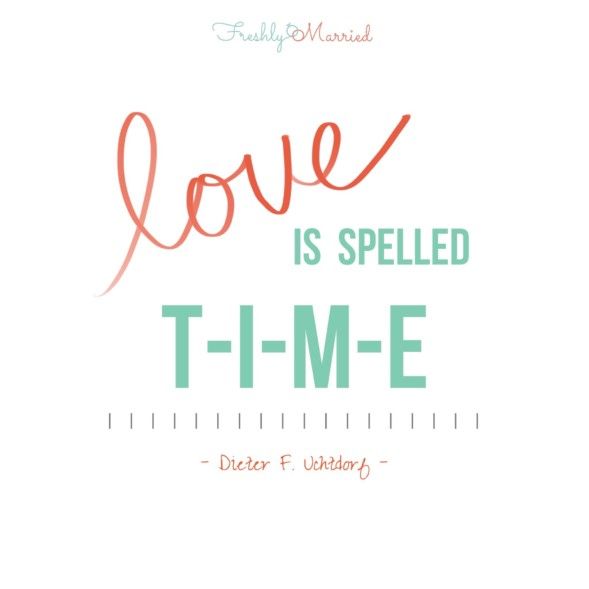 Freshly Married
love
IS SPELLED
T-I-M-E
- Dieter F. Uchtdorf -